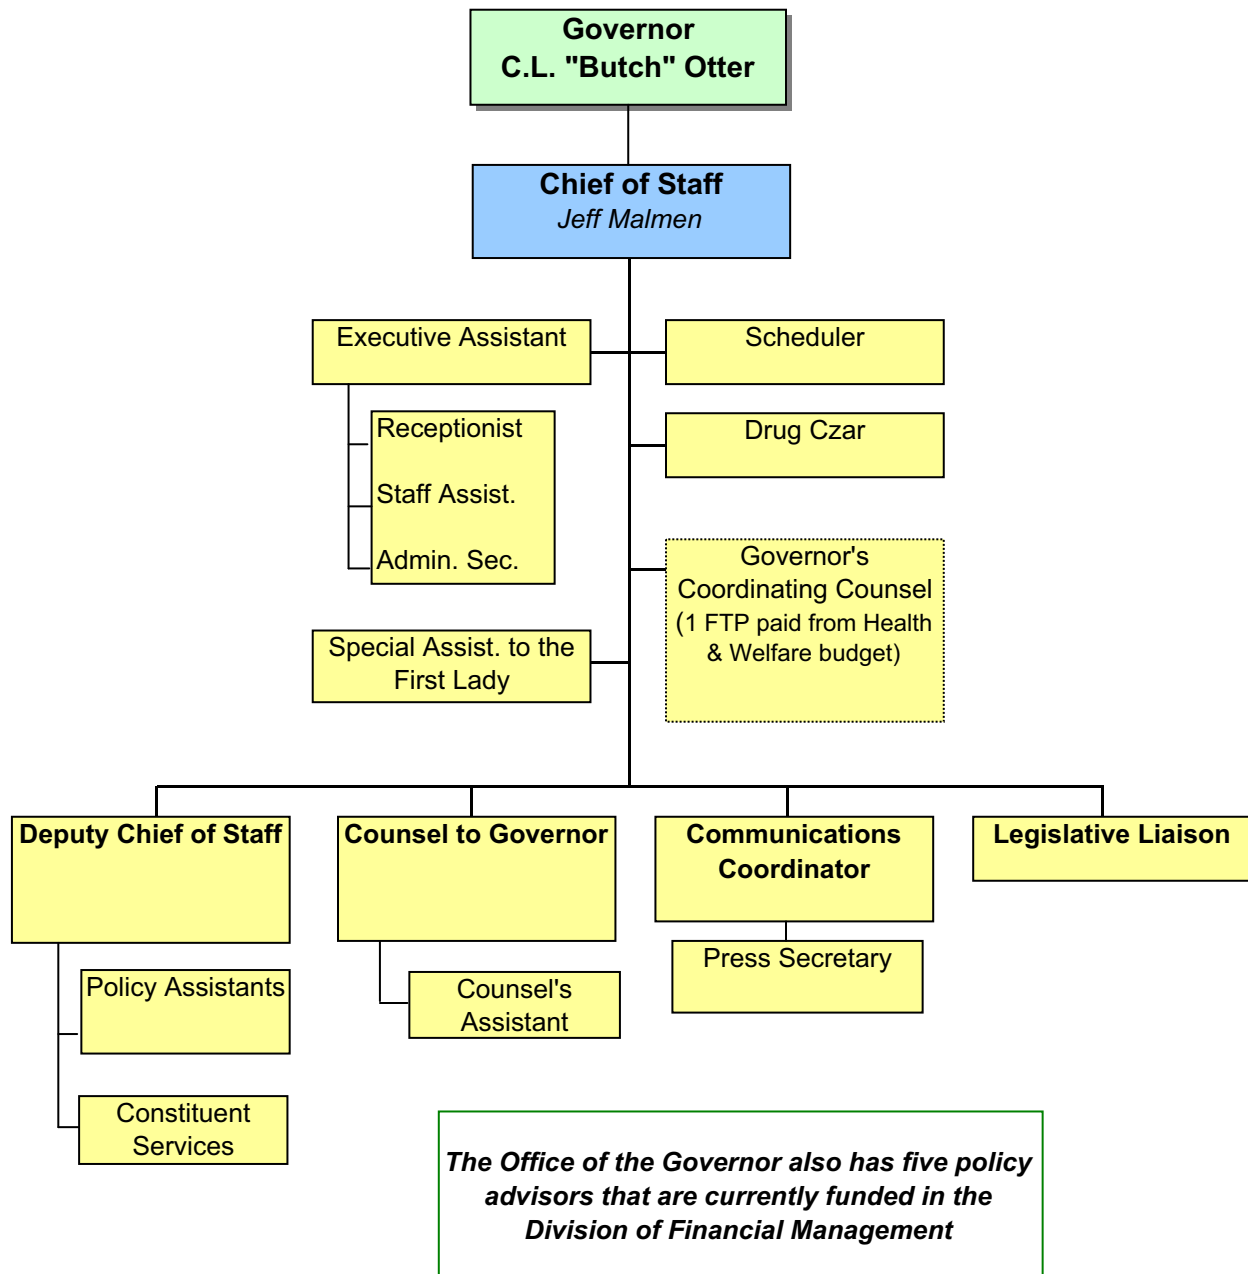 Governor
C.L. "Butch" Otter
Chief of Staff
Jeff Malmen
Executive Assistant
Scheduler
Receptionist
Staff Assist.
Admin. Sec.
Drug Czar
Governor's
Coordinating Counsel
(1 FTP paid from Health
& Welfare budget)
Special Assist. to the
First Lady
Deputy Chief of Staff
Counsel to Governor
Communications
Coordinator
Legislative Liaison
Policy Assistants
Constituent
Services
Counsel's
Assistant
Press Secretary
The Office of the Governor also has five policy
advisors that are currently funded in the
Division of Financial Management